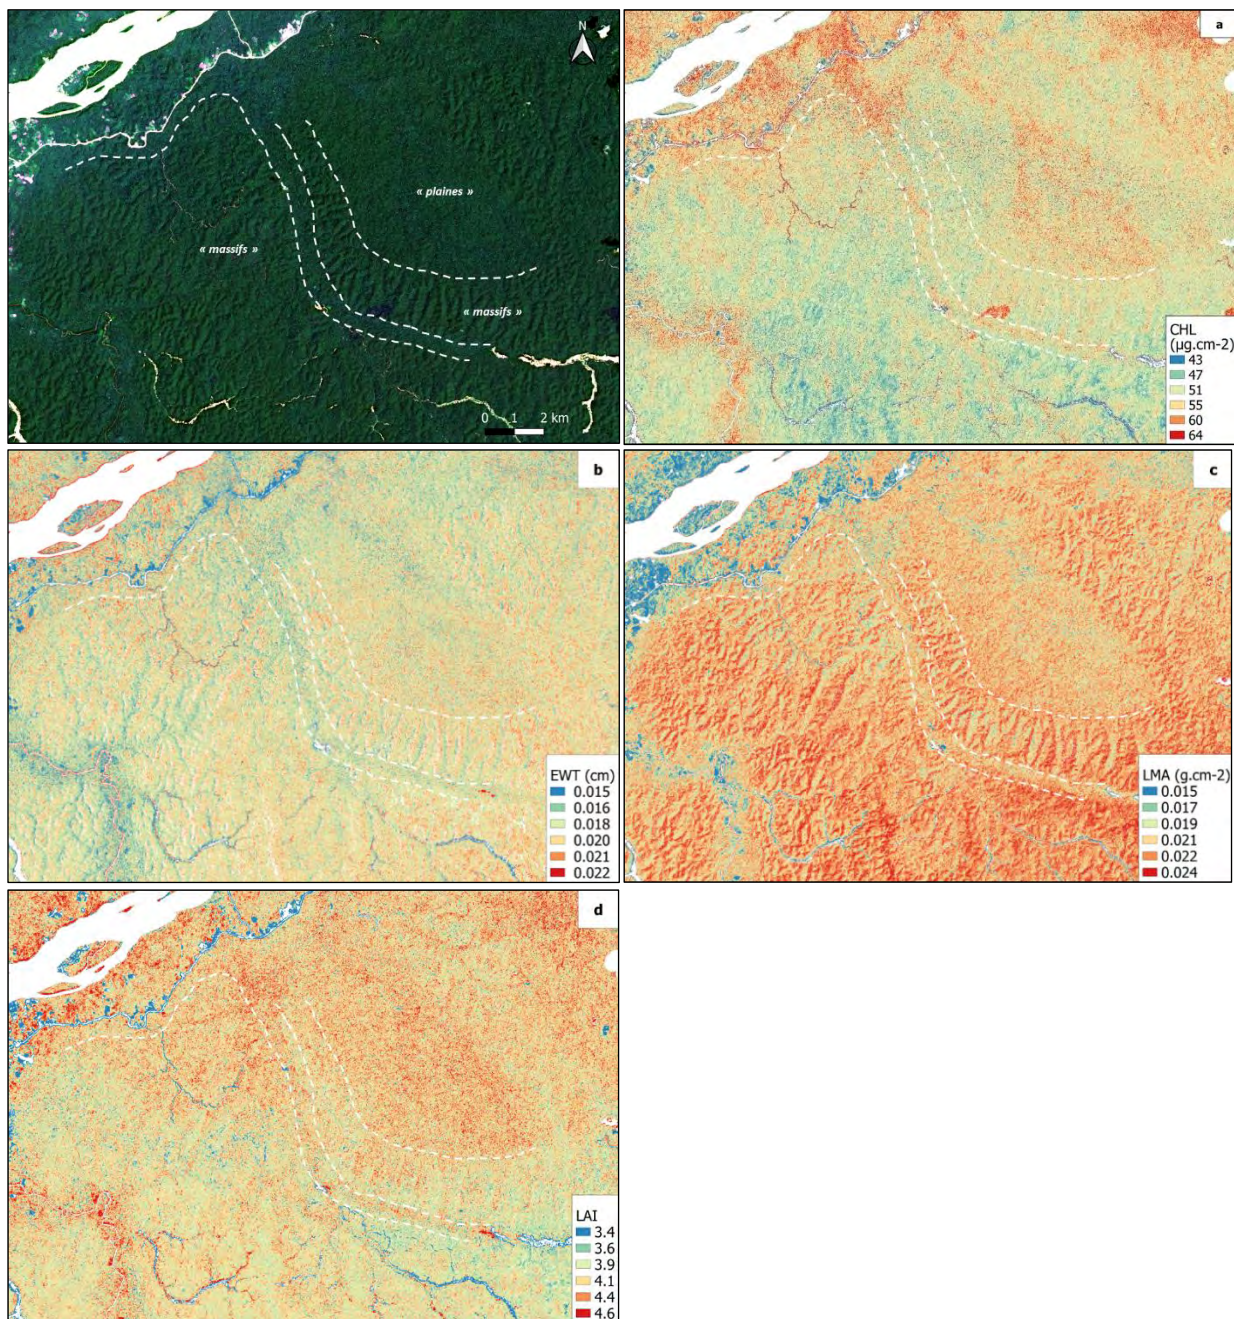 N
« plaines »
« massifs »
« massifs »
0 1 2 km
a
CHL
(µg.cm-2)
43
47
51
55
60
64
b
EWT (cm)
0.015
0.016
0.018
0.020
0.021
0.022
c
LMA (g.cm-2)
0.015
0.017
0.019
0.021
0.022
0.024
d
LAI
3.4
3.6
3.9
4.1
4.4
4.6